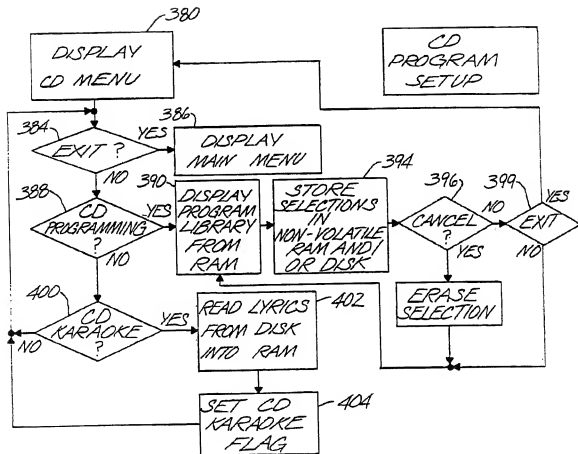 380
DISPLAY
CD MENU
CD
PROGRAM
SETUP
384
EXIT ?
YES
NO
386
DISPLAY
MAIN MENU
388
CD
PROGRAMMING
?
YES
NO
390
DISPLAY
PROGRAM
LIBRARY
FROM
RAM
394
STORE
SELECTIONS
IN
NON-VOLATILE
RAM AND/
OR DISK
396
CANCEL
?
NO
YES
399
EXIT
YES
NO
ERASE
SELECTION
400
CD
KARAOKE
?
YES
NO
402
READ LYRICS
FROM DISK
INTO RAM
404
SET CD
KARAOKE
FLAG